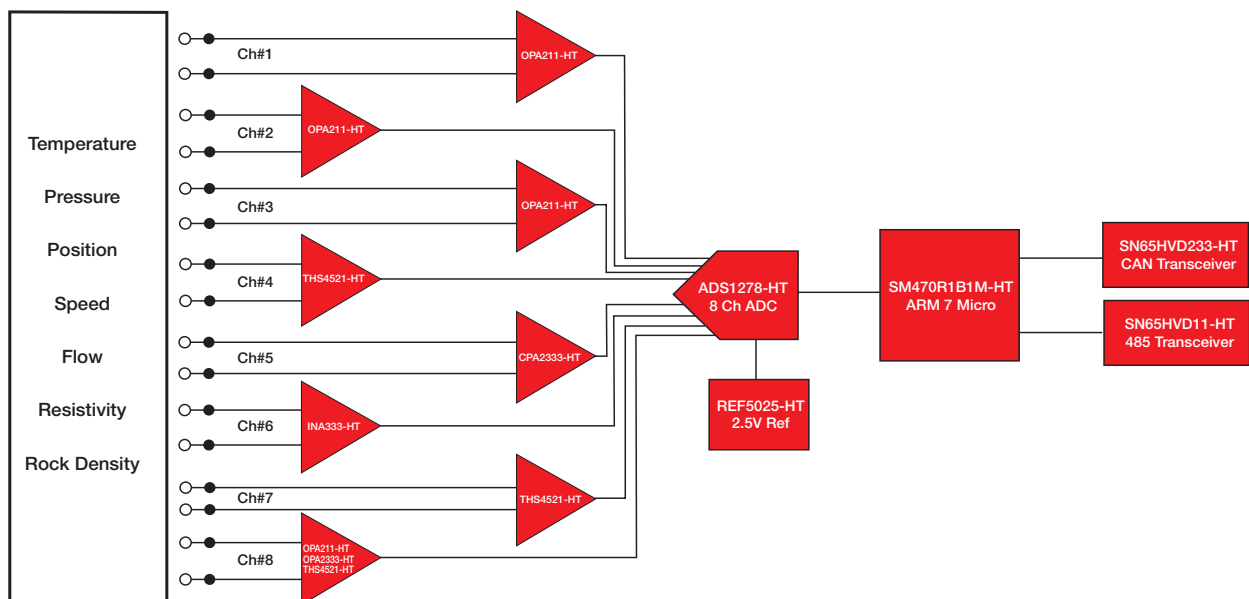 Temperature
Pressure
Position
Speed
Flow
Resistivity
Rock Density
Ch#1
OPA211-HT
Ch#2
OPA211-HT
Ch#3
OPA211-HT
Ch#4
THS4521-HT
Ch#5
CPA2333-HT
Ch#6
INA333-HT
Ch#7
THS4521-HT
Ch#8
OPA211-HT
OPA2333-HT
THS4521-HT
ADS1278-HT
8 Ch ADC
REF5025-HT
2.5V Ref
SM470R1B1M-HT
ARM 7 Micro
SN65HVD233-HT
CAN Transceiver
SN65HVD11-HT
485 Transceiver